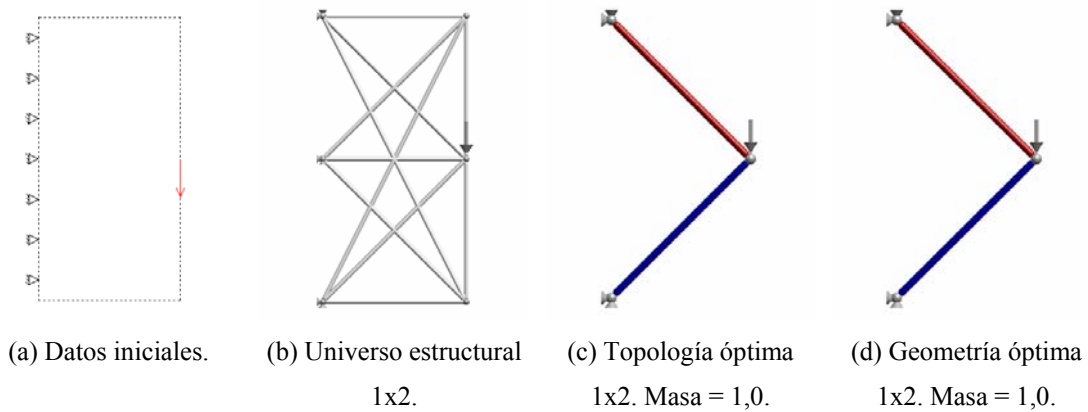 (a) Datos iniciales.
(b) Universo estructural
1x2.
(c) Topología óptima
1x2. Masa = 1,0.
(d) Geometría óptima
1x2. Masa = 1,0.